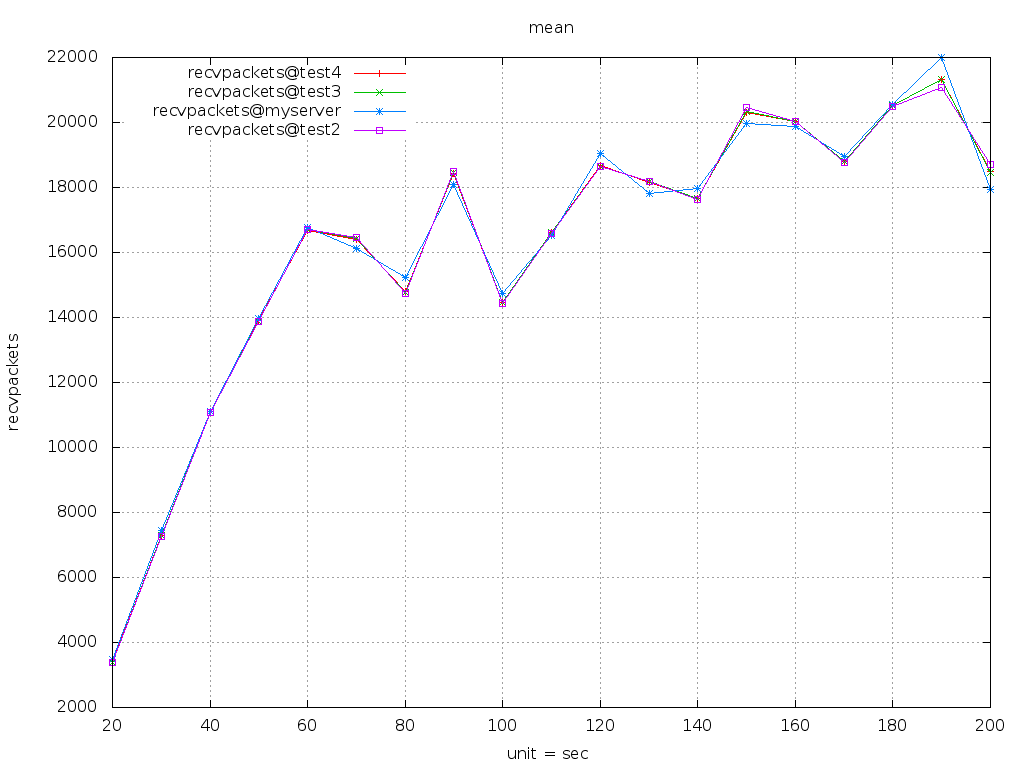 mean
22000
20000
18000
16000
14000
12000
10000
8000
6000
4000
2000
recvpackets
recvpackets@test4
recvpackets@test3
recvpackets@myserver
recvpackets@test2
20 40 60 80 100 120 140 160 180 200
unit = sec